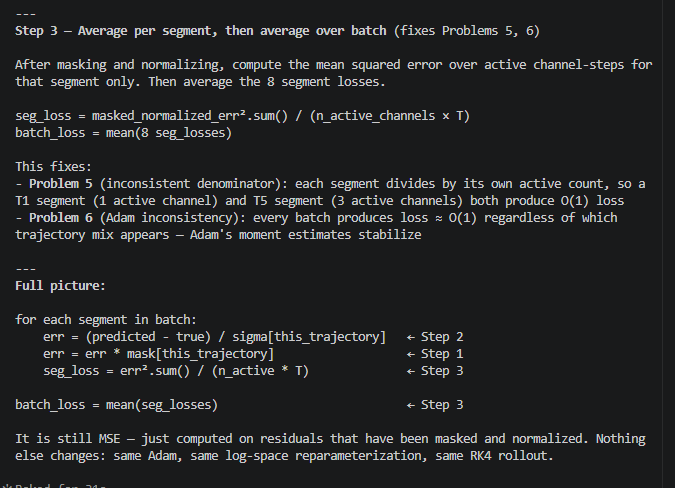 ---
Step 3 — Average per segment, then average over batch (fixes Problems 5, 6)
After masking and normalizing, compute the mean squared error over active channel-steps for
that segment only. Then average the 8 segment losses.
seg_loss = masked_normalized_err².sum() / (n_active_channels × T)
batch_loss = mean(8 seg_losses)
This fixes:
- Problem 5 (inconsistent denominator): each segment divides by its own active count, so a
T1 segment (1 active channel) and T5 segment (3 active channels) both produce O(1) loss
- Problem 6 (Adam inconsistency): every batch produces loss ≈ O(1) regardless of which
trajectory mix appears — Adam's moment estimates stabilize
---
Full picture:
for each segment in batch:
    err = (predicted - true) / sigma[this_trajectory]   ← Step 2
    err = err * mask[this_trajectory]                   ← Step 1
    seg_loss = err².sum() / (n_active * T)              ← Step 3
batch_loss = mean(seg_losses)                           ← Step 3
It is still MSE — just computed on residuals that have been masked and normalized. Nothing
else changes: same Adam, same log-space reparameterization, same RK4 rollout.